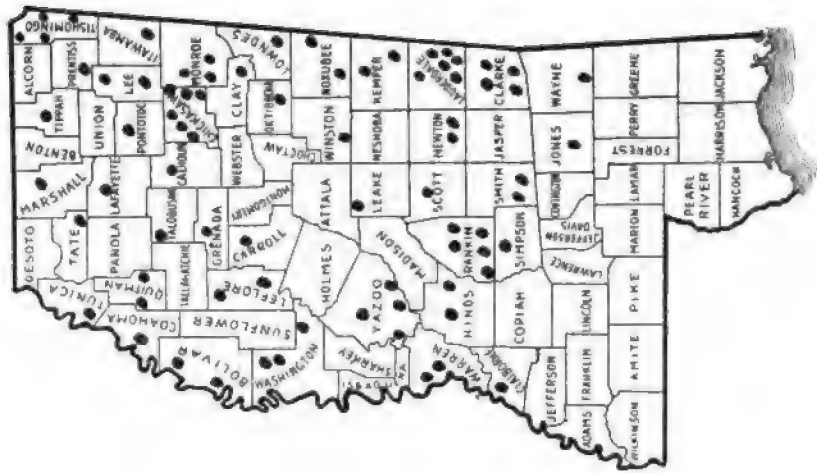 DESOTO
TUNICA
TATE
MARSHALL
BENTON
TIPPAH
ALCORN
PRENTISS
TISHOMINGO
ITAWAMBA
LEE
UNION
PONTOTOC
LAFAYETTE
PANOLA
QUITMAN
COAHOMA
BOLIVAR
SUNFLOWER
TALLAHATCHIE
YALOBUSHA
CALHOUN
CHICKASAW
MONROE
LOWNDES
CLAY
OKTIBBEHA
WEBSTER
CHOCTAW
MONTGOMERY
GRENADA
CARROLL
LEFLORE
WASHINGTON
SHARKEY
HOLMES
ATTALA
WINSTON
NOXUBEE
KEMPER
NESHOBA
LEAKE
MADISON
YAZOO
WARREN
HINDS
RANKIN
SCOTT
NEWTON
LAUDERDALE
CLARKE
JASPER
SMITH
SIMPSON
COPIAH
CLAIBORNE
JEFFERSON
ADAMS
FRANKLIN
LINCOLN
LAWRENCE
JEFFERSON
DAVIS
COVINGTON
JONES
WAYNE
GREENE
PERRY
FORREST
LAMAR
MARION
PIKE
AMITE
WILKINSON
PEARL
RIVER
HANCOCK
HARRISON
JACKSON